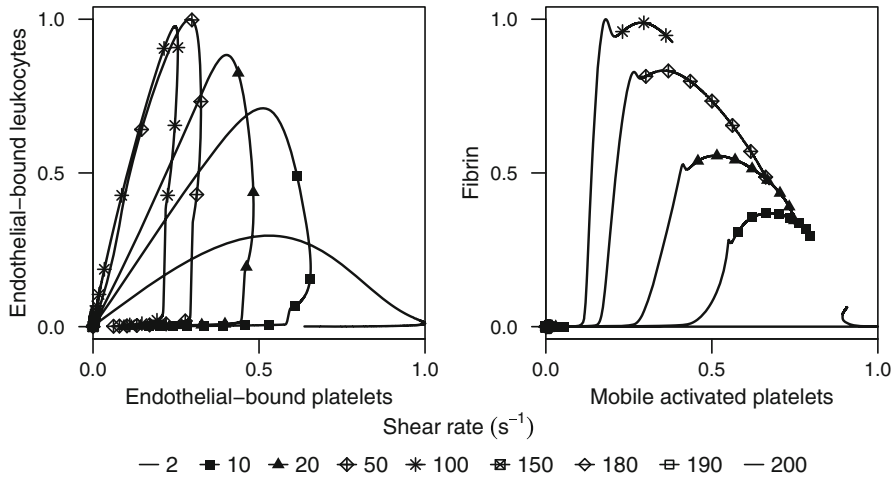 1.0
0.5
0.0
Endothelial−bound leukocytes
0.0 0.5 1.0
Endothelial−bound platelets
1.0
0.5
0.0
Fibrin
0.0 0.5 1.0
Mobile activated platelets
Shear rate (s−1)
2 10 20 50 100 150 180 190 200